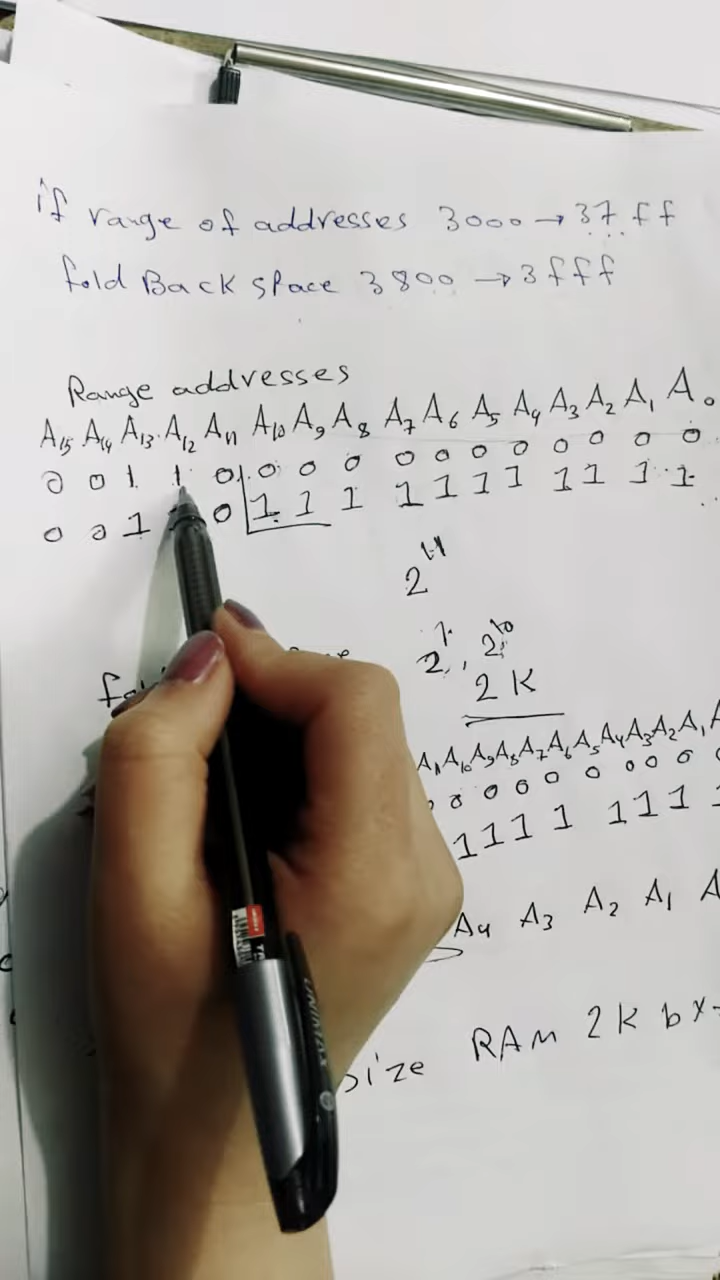 if range of addresses 3000 → 37ff
fold Back space 3800 → 3fff
Range addresses
A15 A14 A13 A12 A11 A10 A9 A8 A7 A6 A5 A4 A3 A2 A1 A0
0 0 1 1 0 0 0 0 0 0 0 0 0 0 0 0
0 0 1 0 1 1 1 1 1 1 1 1 1 1 1
2^11
2^1, 2^10
2K
A11 A10 A9 A8 A7 A6 A5 A4 A3 A2 A1 A
0 0 0 0 0 0 0 0 0 0
1 1 1 1 1 1 1 1
A4 A3 A2 A1 A
size RAM 2K